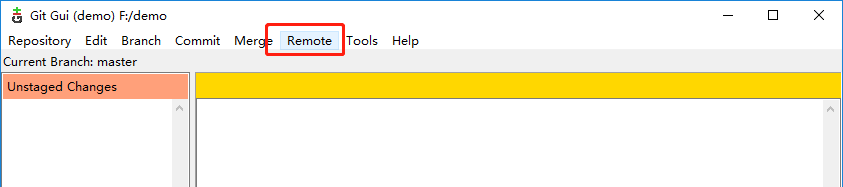 Git Gui (demo) F:/demo
Repository Edit Branch Commit Merge Remote Tools Help
Current Branch: master
Unstaged Changes